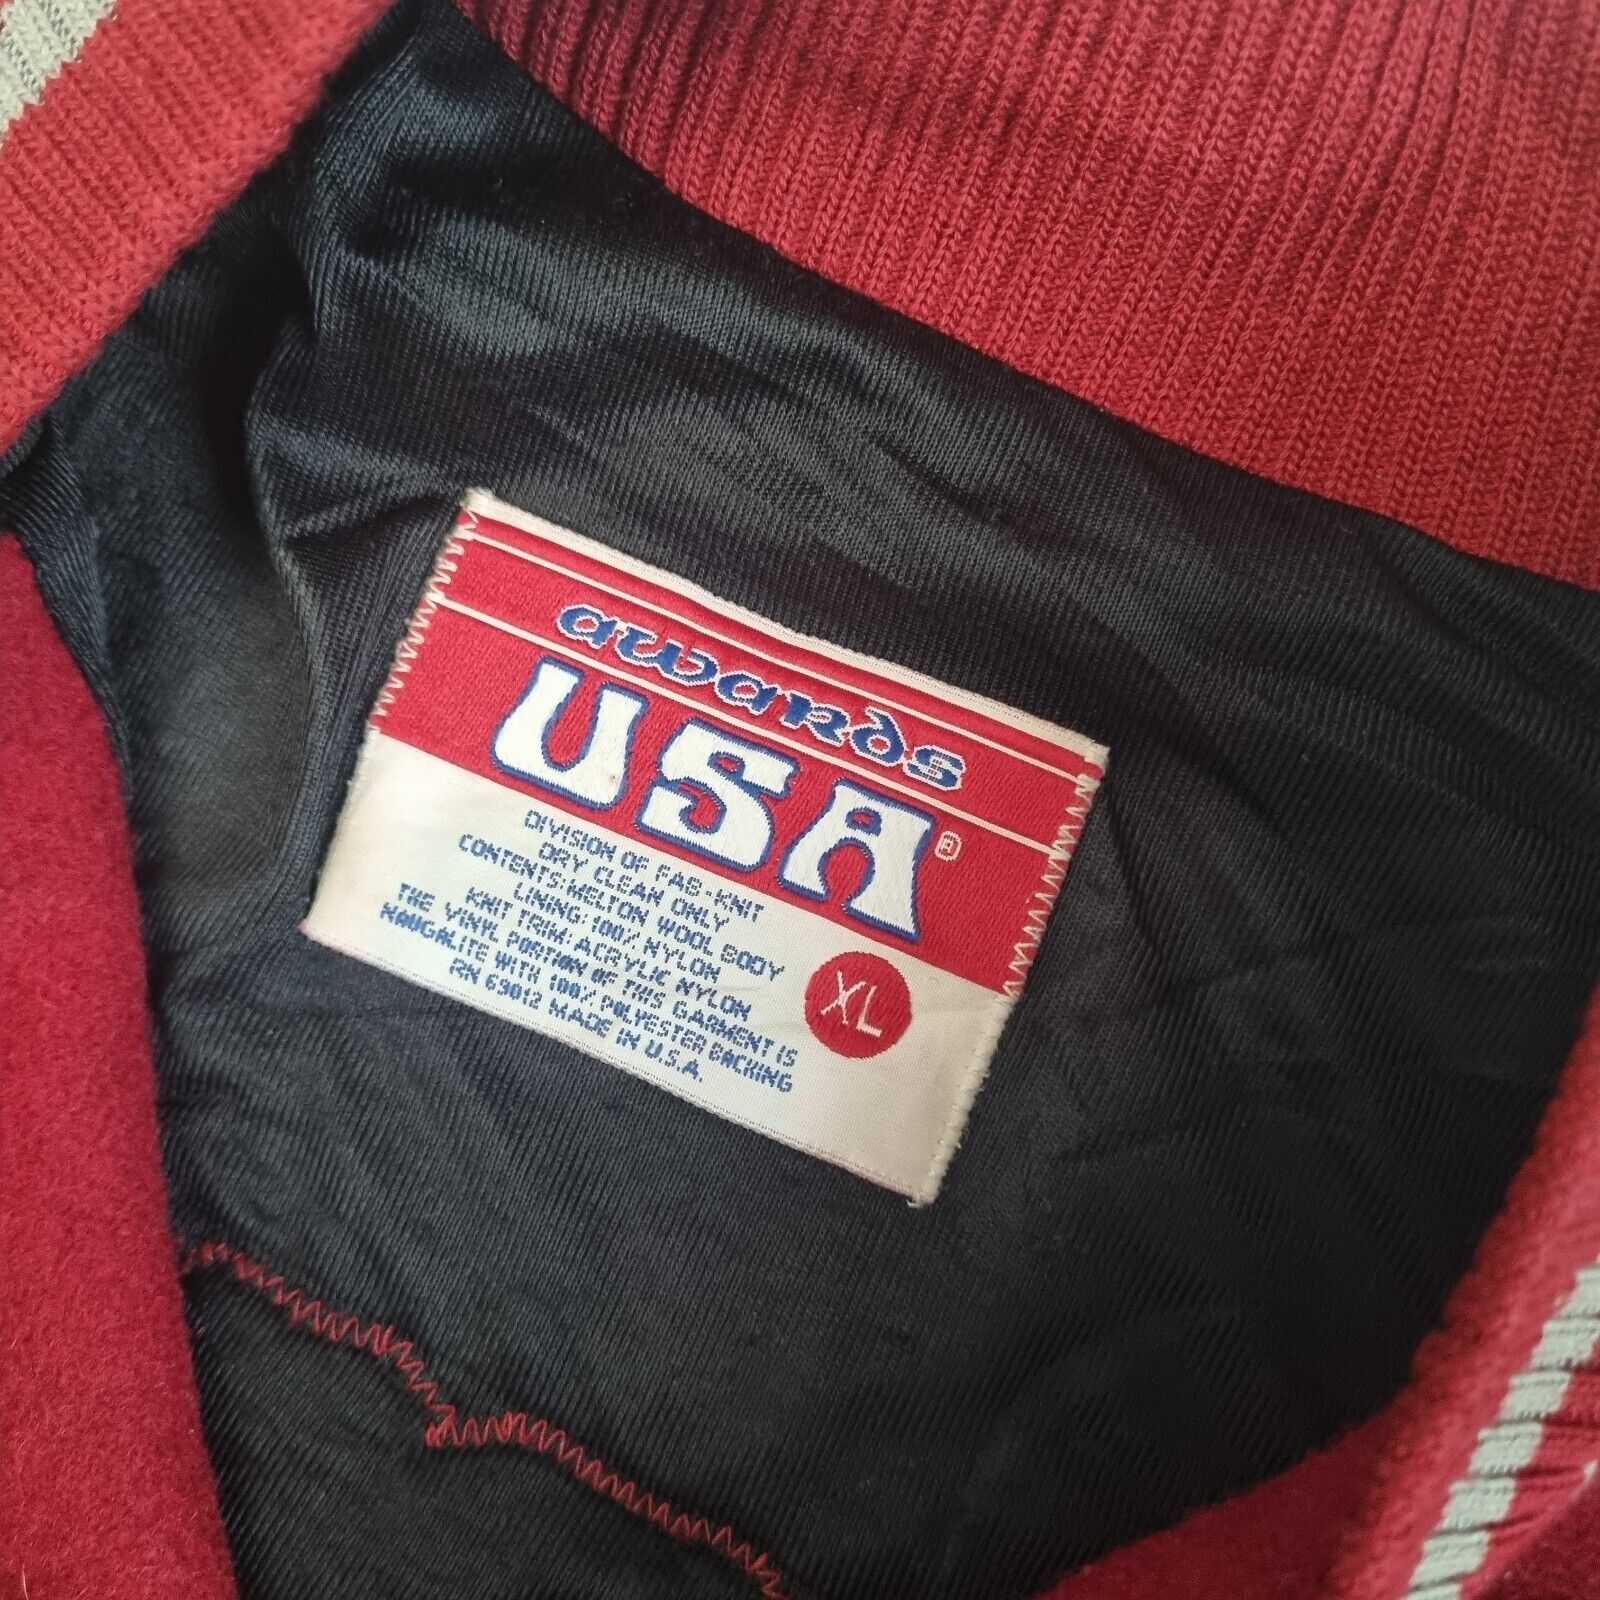 awards
USA®
DIVISION OF FAB-KNIT
DRY CLEAN ONLY
CONTENTS: MELTON WOOL BODY
LINING: 100% NYLON
KNIT TRIM: ACRYLIC NYLON
THE VINYL PORTION OF THIS GARMENT IS
NAUGALITE WITH 100% POLYESTER BACKING
RN 69012 MADE IN U.S.A.
XL